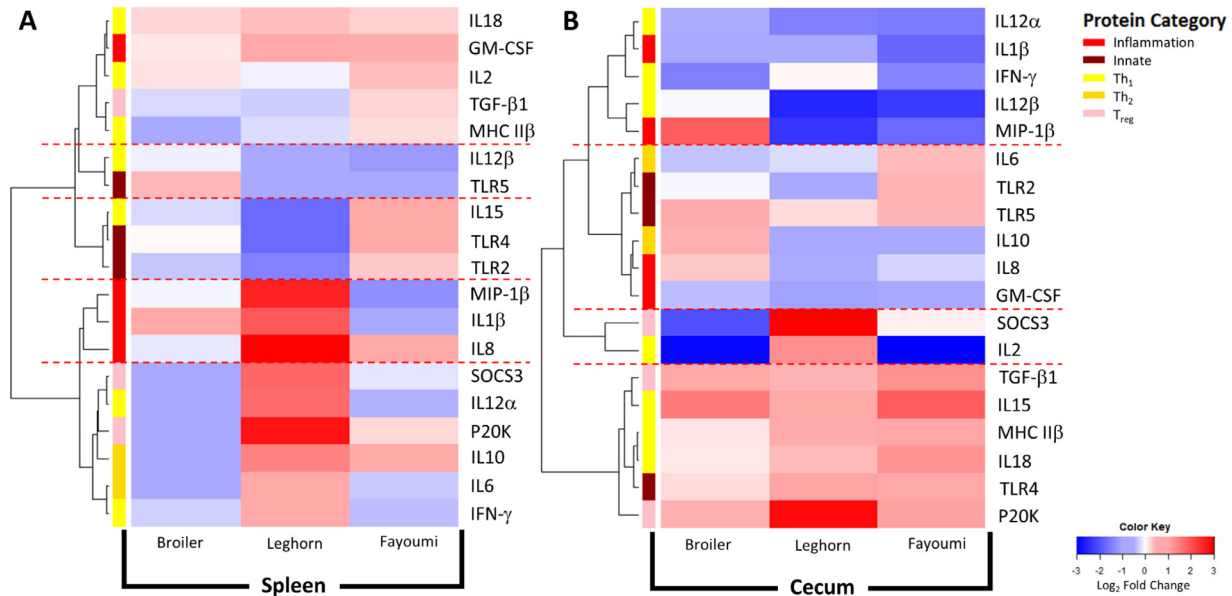 A
IL18
GM-CSF
IL2
TGF-β1
MHC IIβ
IL12β
TLR5
IL15
TLR4
TLR2
MIP-1β
IL1β
IL8
SOCS3
IL12α
P20K
IL10
IL6
IFN-γ
Broiler Leghorn Fayoumi
Spleen
B
IL12α
IL1β
IFN-γ
IL12β
MIP-1β
IL6
TLR2
TLR5
IL10
IL8
GM-CSF
SOCS3
IL2
TGF-β1
IL15
MHC IIβ
IL18
TLR4
P20K
Broiler Leghorn Fayoumi
Cecum
Protein Category
Inflammation
Innate
Th1
Th2
Treg
Color Key
-3 -2 -1 0 1 2 3
Log2 Fold Change